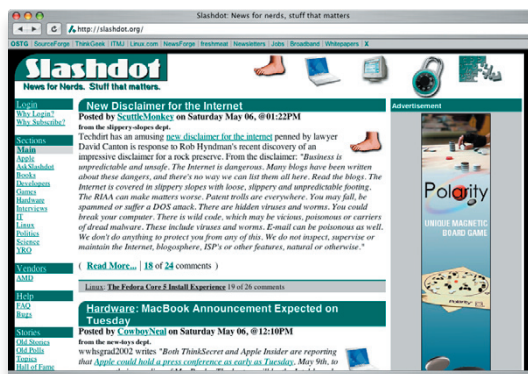 Slashdot: News for nerds, stuff that matters
http://slashdot.org/
OSTG | SourceForge | ThinkGeek | ITMJ | Linux.com | NewsForge | freshmeat | Newsletters | Jobs | Broadband | Whitepapers | X
Slashdot
News for Nerds. Stuff that matters.
Login
Why Login?
Why Subscribe?
Sections
Main
Apple
AskSlashdot
Books
Developers
Games
Hardware
Interviews
IT
Linux
Politics
Science
YRO
Vendors
AMD
Help
FAQ
Bugs
Stories
Old Stories
Old Polls
Topics
Hall of Fame
New Disclaimer for the Internet
Posted by ScuttleMonkey on Saturday May 06, @01:22PM
from the slippery-slopes dept.
Techdirt has an amusing new disclaimer for the internet penned by lawyer
David Canton is response to Rob Hyndman's recent discovery of an
impressive disclaimer for a rock preserve. From the disclaimer: "Business is
unpredictable and unsafe. The Internet is dangerous. Many blogs have been written
about these dangers, and there's no way we can list them all here. Read the blogs. The
Internet is covered in slippery slopes with loose, slippery and unpredictable footing.
The RIAA can make matters worse. Patent trolls are everywhere. You may fall, be
spammed or suffer a DOS attack. There are hidden viruses and worms. You could
break your computer. There is wild code, which may be vicious, poisonous or carriers
of dread malware. These include viruses and worms. E-mail can be poisonous as well.
We don't do anything to protect you from any of this. We do not inspect, supervise or
maintain the Internet, blogosphere, ISP's or other features, natural or otherwise."
( Read More... | 18 of 24 comments )
Linux: The Fedora Core 5 Install Experience 19 of 26 comments
Hardware: MacBook Announcement Expected on
Tuesday
Posted by CowboyNeal on Saturday May 06, @12:10PM
from the new-toys dept.
wwhsgrad2002 writes "Both ThinkSecret and Apple Insider are reporting
that Apple could hold a press conference as early as Tuesday, May 9th, to
Advertisement
Polarity
UNIQUE MAGNETIC
BOARD GAME